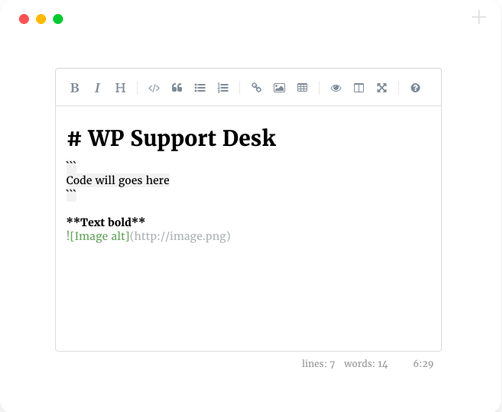 B I H
# WP Support Desk
```
Code will goes here
```
**Text bold**
![Image alt](http://image.png)
lines: 7 words: 14 6:29